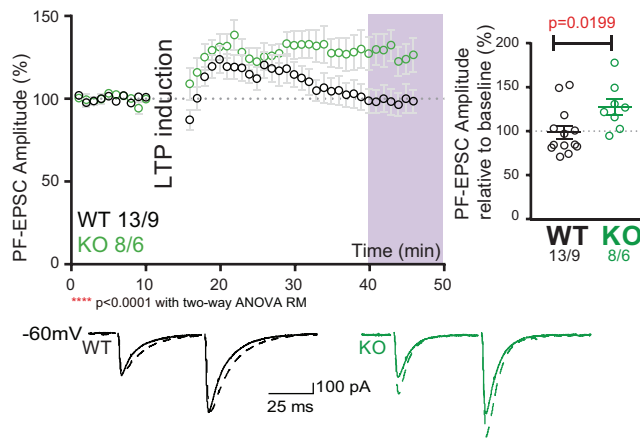 PF-EPSC Amplitude (%)
150
100
50
0
LTP induction
WT 13/9
KO 8/6
Time (min)
0
10
20
30
40
50
**** p<0.0001 with two-way ANOVA RM
p=0.0199
PF-EPSC Amplitude
relative to baseline (%)
200
150
100
50
0
WT
13/9
KO
8/6
-60mV
WT
100 pA
25 ms
KO